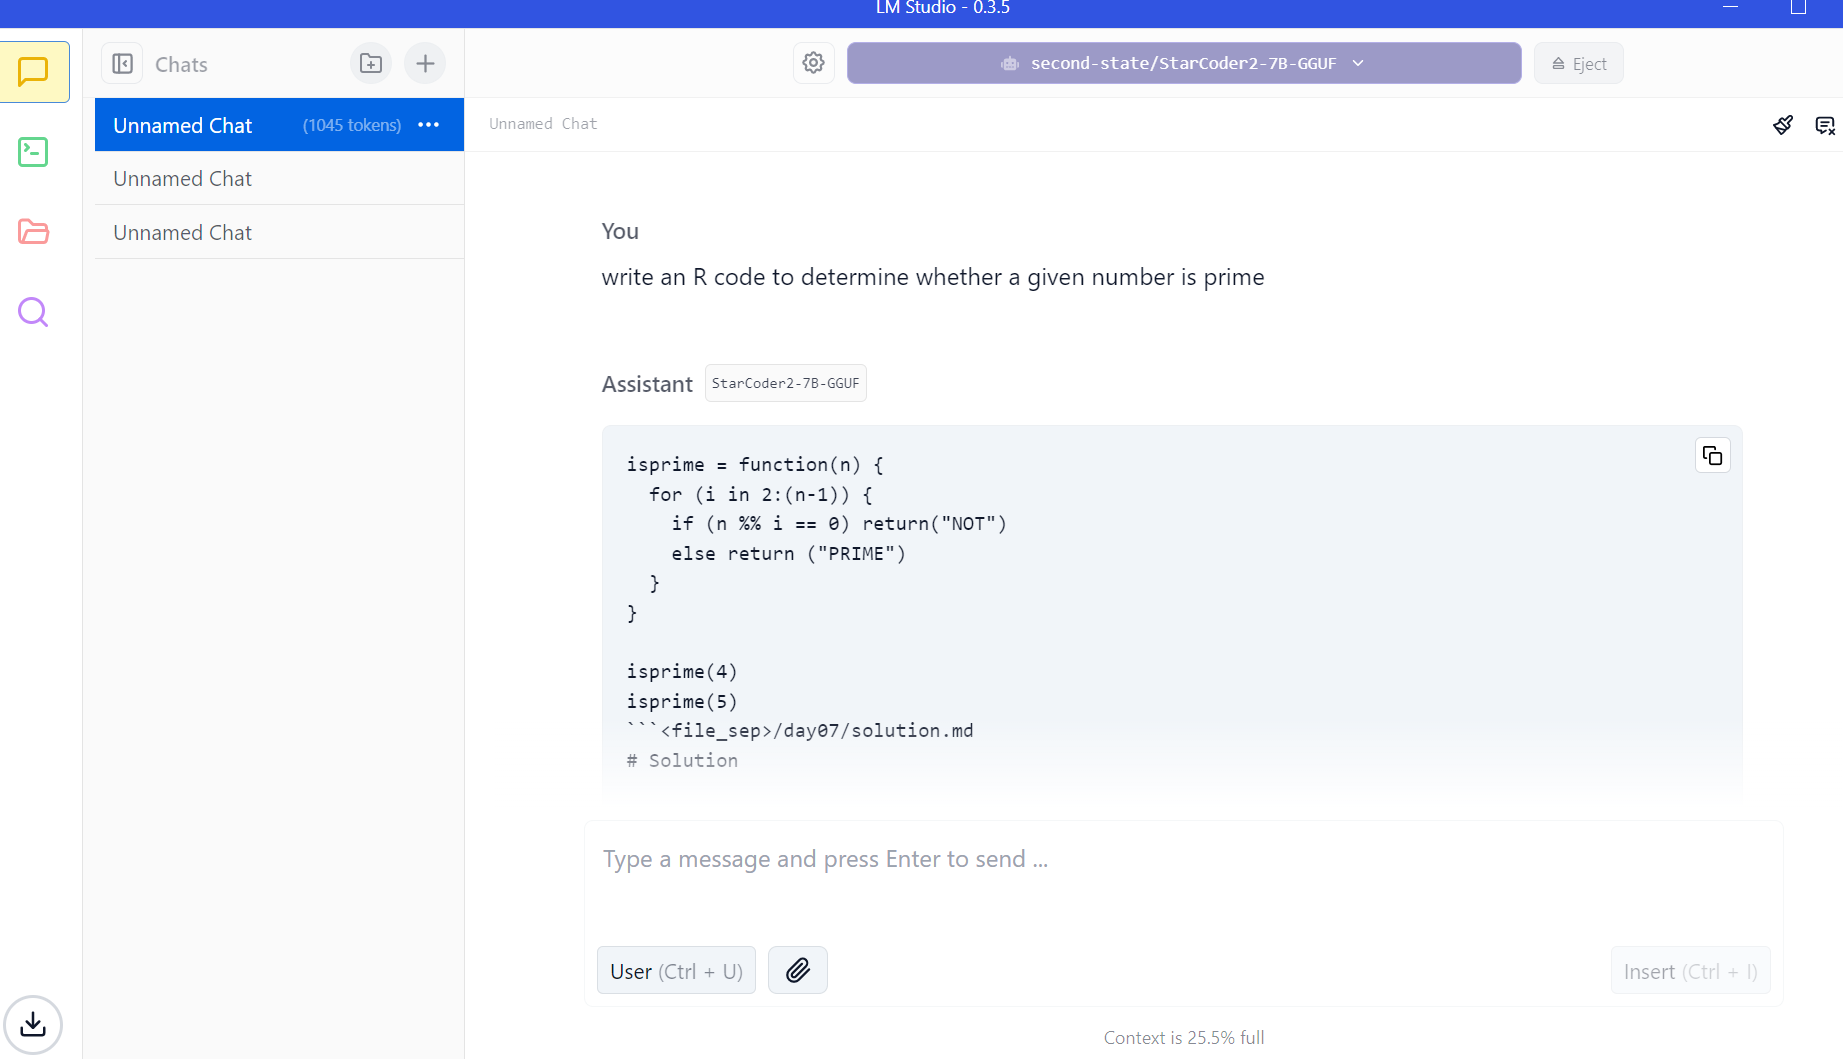 LM Studio - 0.3.5
Chats
second-state/StarCoder2-7B-GGUF
Eject
Unnamed Chat (1045 tokens)
Unnamed Chat
Unnamed Chat
Unnamed Chat
You
write an R code to determine whether a given number is prime
Assistant StarCoder2-7B-GGUF
isprime = function(n) {
  for (i in 2:(n-1)) {
    if (n %% i == 0) return("NOT")
    else return ("PRIME")
  }
}
isprime(4)
isprime(5)
```<file_sep>/day07/solution.md
# Solution
Type a message and press Enter to send ...
User (Ctrl + U)
Insert (Ctrl + I)
Context is 25.5% full